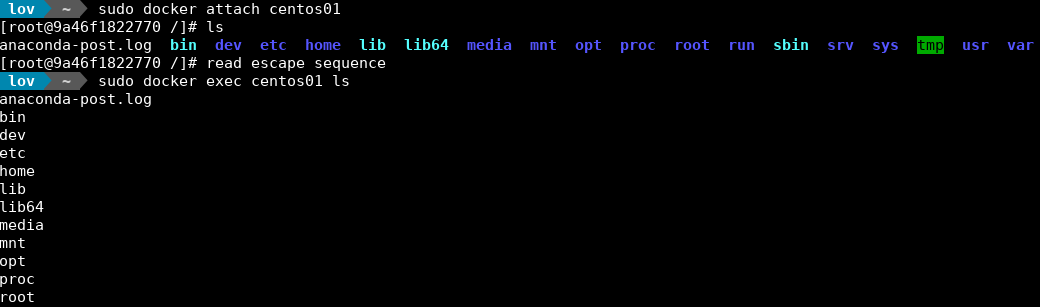 lov ~ sudo docker attach centos01
[root@9a46f1822770 /]# ls
anaconda-post.log  bin  dev  etc  home  lib  lib64  media  mnt  opt  proc  root  run  sbin  srv  sys  tmp  usr  var
[root@9a46f1822770 /]# read escape sequence
lov ~ sudo docker exec centos01 ls
anaconda-post.log
bin
dev
etc
home
lib
lib64
media
mnt
opt
proc
root